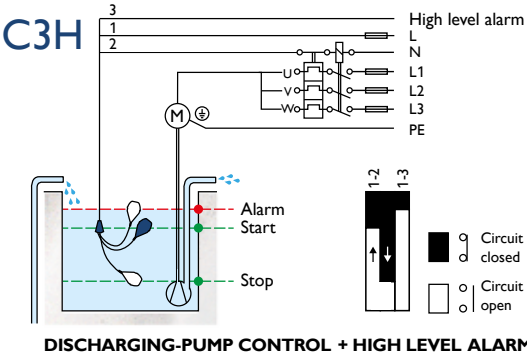 C3H
3
High level alarm
1
L
2
N
U
L1
V
L2
W
L3
M
PE
Alarm
Start
Stop
1-2
1-3
Circuit
closed
Circuit
open
DISCHARGING-PUMP CONTROL + HIGH LEVEL ALARM